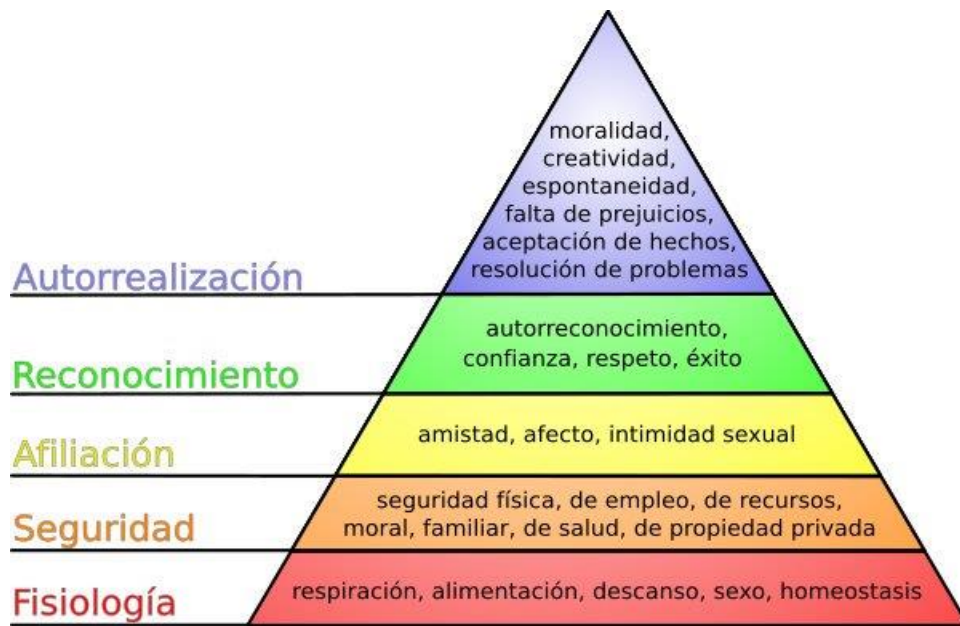 moralidad,
creatividad,
espontaneidad,
falta de prejuicios,
aceptación de hechos,
resolución de problemas
Autorrealización
autorreconocimiento,
confianza, respeto, éxito
Reconocimiento
amistad, afecto, intimidad sexual
Afiliación
seguridad física, de empleo, de recursos,
moral, familiar, de salud, de propiedad privada
Seguridad
respiración, alimentación, descanso, sexo, homeostasis
Fisiología